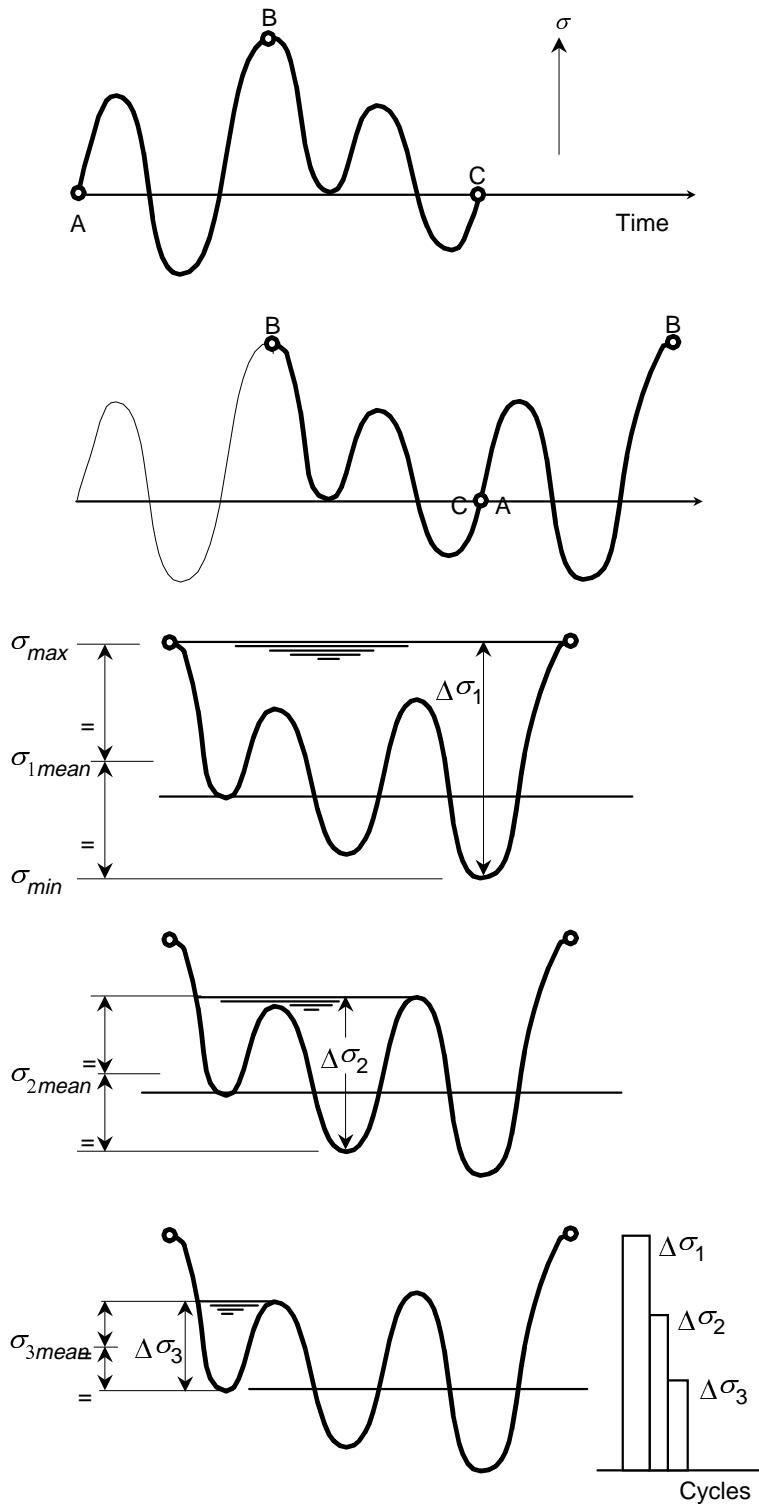 B
σ
A
C
Time
B
B
C A
σmax
Δσ1
=
σ1mean
=
σmin
Δσ2
=
σ2mean
=
Δσ1
Δσ2
σ3mean
=
Δσ3
Δσ3
=
Cycles